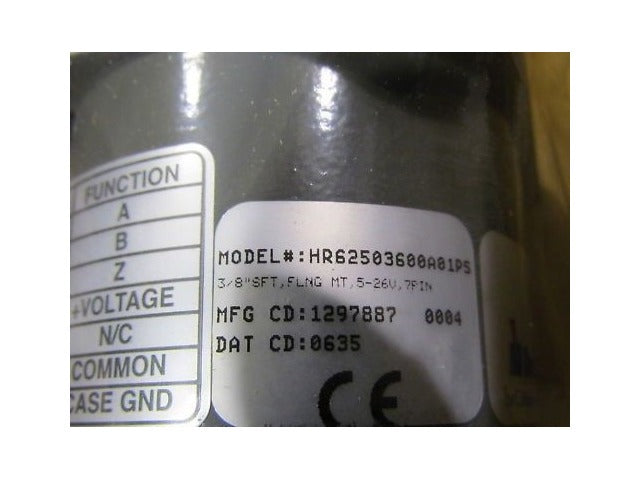 FUNCTION
A
B
Z
+VOLTAGE
N/C
COMMON
CASE GND
MODEL#:HR62503600A01PS
3/8"SFT,FLNG MT,5-26V,7PIN
MFG CD:1297887 0004
DAT CD:0635
CE